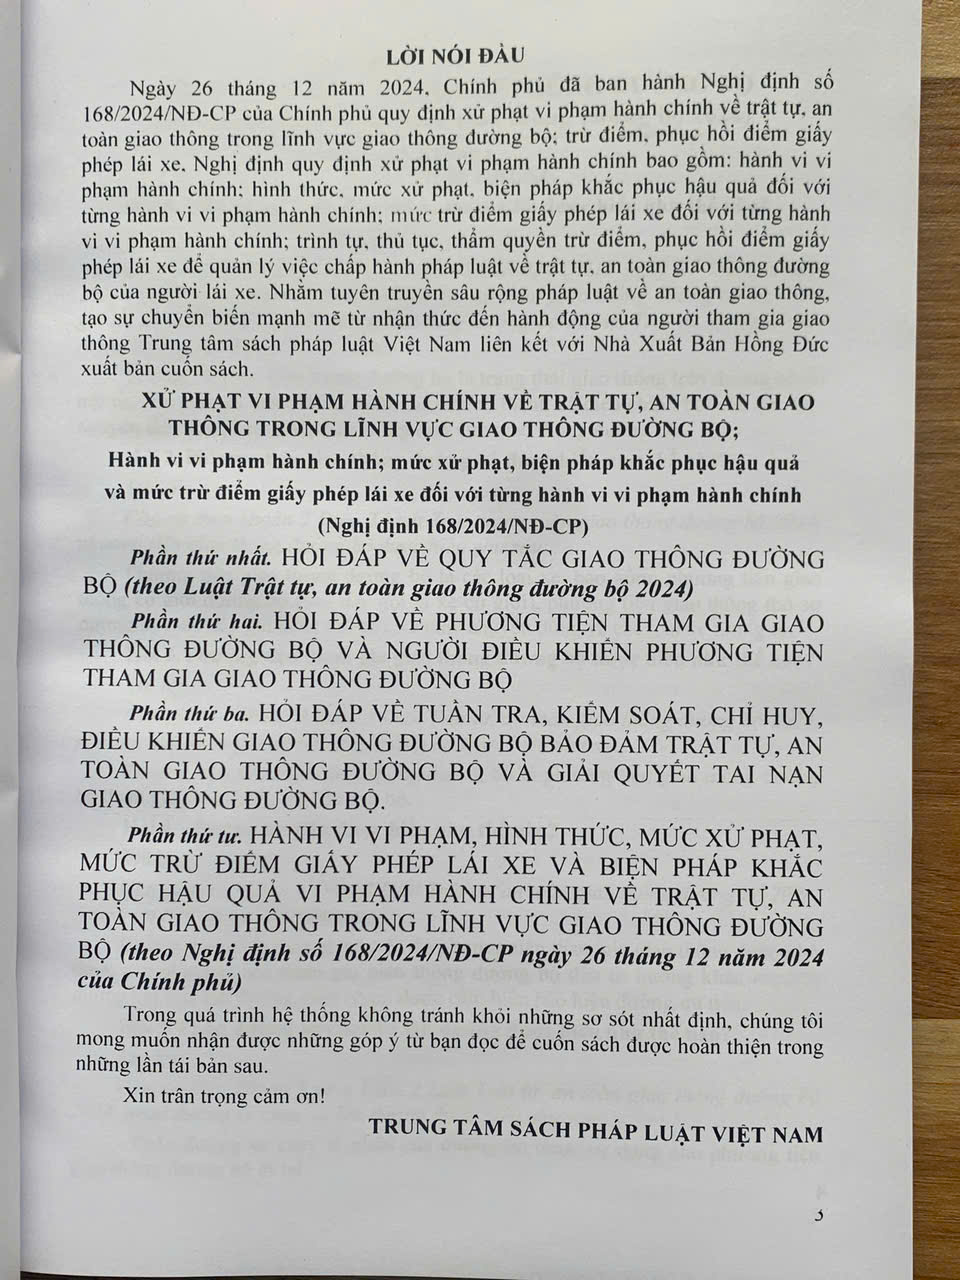 LỜI NÓI ĐẦU
Ngày 26 tháng 12 năm 2024, Chính phủ đã ban hành Nghị định số
168/2024/NĐ-CP của Chính phủ quy định xử phạt vi phạm hành chính về trật tự, an
toàn giao thông trong lĩnh vực giao thông đường bộ; trừ điểm, phục hồi điểm giấy
phép lái xe. Nghị định quy định xử phạt vi phạm hành chính bao gồm: hành vi vi
phạm hành chính; hình thức, mức xử phạt, biện pháp khắc phục hậu quả đối với
từng hành vi vi phạm hành chính; mức trừ điểm giấy phép lái xe đối với từng hành
vi vi phạm hành chính; trình tự, thủ tục, thẩm quyền trừ điểm, phục hồi điểm giấy
phép lái xe để quản lý việc chấp hành pháp luật về trật tự, an toàn giao thông đường
bộ của người lái xe. Nhằm tuyên truyền sâu rộng pháp luật về an toàn giao thông,
tạo sự chuyển biến mạnh mẽ từ nhận thức đến hành động của người tham gia giao
thông Trung tâm sách pháp luật Việt Nam liên kết với Nhà Xuất Bản Hồng Đức
xuất bản cuốn sách.
XỬ PHẠT VI PHẠM HÀNH CHÍNH VỀ TRẬT TỰ, AN TOÀN GIAO
THÔNG TRONG LĨNH VỰC GIAO THÔNG ĐƯỜNG BỘ;
Hành vi vi phạm hành chính; mức xử phạt, biện pháp khắc phục hậu quả
và mức trừ điểm giấy phép lái xe đối với từng hành vi vi phạm hành chính
(Nghị định 168/2024/NĐ-CP)
Phần thứ nhất. HỎI ĐÁP VỀ QUY TẮC GIAO THÔNG ĐƯỜNG
BỘ (theo Luật Trật tự, an toàn giao thông đường bộ 2024)
Phần thứ hai. HỎI ĐÁP VỀ PHƯƠNG TIỆN THAM GIA GIAO
THÔNG ĐƯỜNG BỘ VÀ NGƯỜI ĐIỀU KHIỂN PHƯƠNG TIỆN
THAM GIA GIAO THÔNG ĐƯỜNG BỘ
Phần thứ ba. HỎI ĐÁP VỀ TUẦN TRA, KIỂM SOÁT, CHỈ HUY,
ĐIỀU KHIỂN GIAO THÔNG ĐƯỜNG BỘ BẢO ĐẢM TRẬT TỰ, AN
TOÀN GIAO THÔNG ĐƯỜNG BỘ VÀ GIẢI QUYẾT TAI NẠN
GIAO THÔNG ĐƯỜNG BỘ.
Phần thứ tư. HÀNH VI VI PHẠM, HÌNH THỨC, MỨC XỬ PHẠT,
MỨC TRỪ ĐIỂM GIẤY PHÉP LÁI XE VÀ BIỆN PHÁP KHẮC
PHỤC HẬU QUẢ VI PHẠM HÀNH CHÍNH VỀ TRẬT TỰ, AN
TOÀN GIAO THÔNG TRONG LĨNH VỰC GIAO THÔNG ĐƯỜNG
BỘ (theo Nghị định số 168/2024/NĐ-CP ngày 26 tháng 12 năm 2024
của Chính phủ)
Trong quá trình hệ thống không tránh khỏi những sơ sót nhất định, chúng tôi
mong muốn nhận được những góp ý từ bạn đọc để cuốn sách được hoàn thiện trong
những lần tái bản sau.
Xin trân trọng cảm ơn!
TRUNG TÂM SÁCH PHÁP LUẬT VIỆT NAM
3